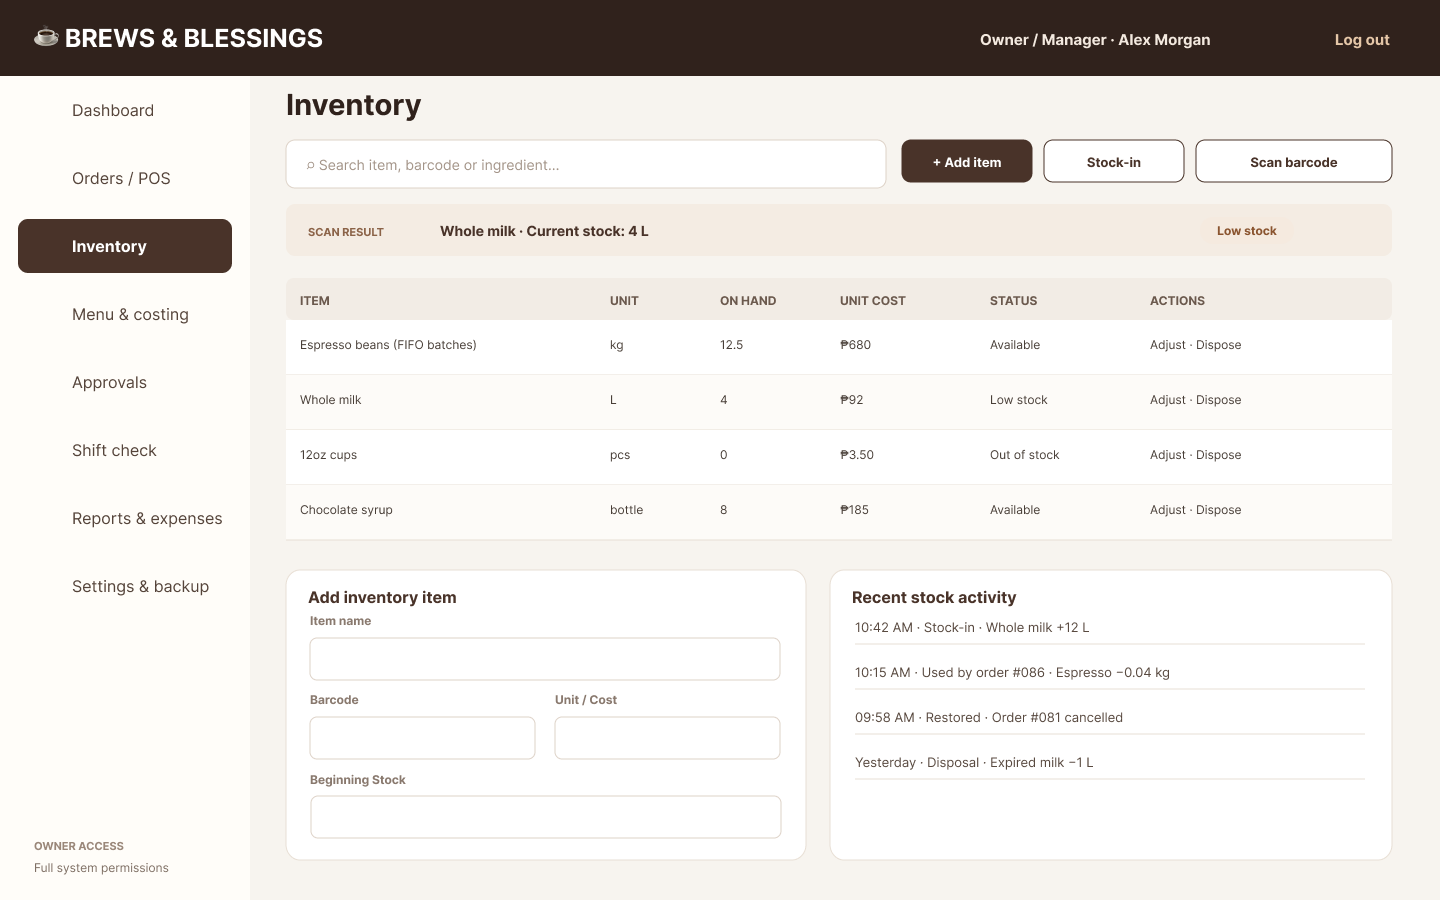 ☕ BREWS & BLESSINGS
Owner / Manager · Alex Morgan
Log out
Dashboard
Orders / POS
Inventory
Menu & costing
Approvals
Shift check
Reports & expenses
Settings & backup
OWNER ACCESS
Full system permissions
Inventory
⌕ Search item, barcode or ingredient...
+ Add item
Stock-in
Scan barcode
SCAN RESULT
Whole milk · Current stock: 4 L
Low stock
ITEM UNIT ON HAND UNIT COST STATUS ACTIONS
Espresso beans (FIFO batches) kg 12.5 ₱680 Available Adjust · Dispose
Whole milk L 4 ₱92 Low stock Adjust · Dispose
12oz cups pcs 0 ₱3.50 Out of stock Adjust · Dispose
Chocolate syrup bottle 8 ₱185 Available Adjust · Dispose
Add inventory item
Item name
Barcode
Unit / Cost
Beginning Stock
Recent stock activity
10:42 AM · Stock-in · Whole milk +12 L
10:15 AM · Used by order #086 · Espresso −0.04 kg
09:58 AM · Restored · Order #081 cancelled
Yesterday · Disposal · Expired milk −1 L